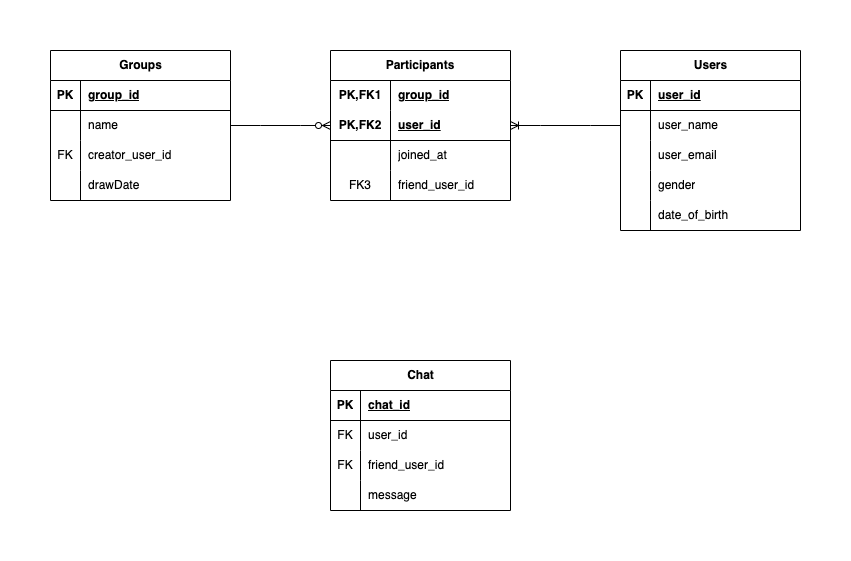 Groups
PK group_id
name
FK creator_user_id
drawDate
Participants
PK,FK1 group_id
PK,FK2 user_id
joined_at
FK3 friend_user_id
Users
PK user_id
user_name
user_email
gender
date_of_birth
Chat
PK chat_id
FK user_id
FK friend_user_id
message